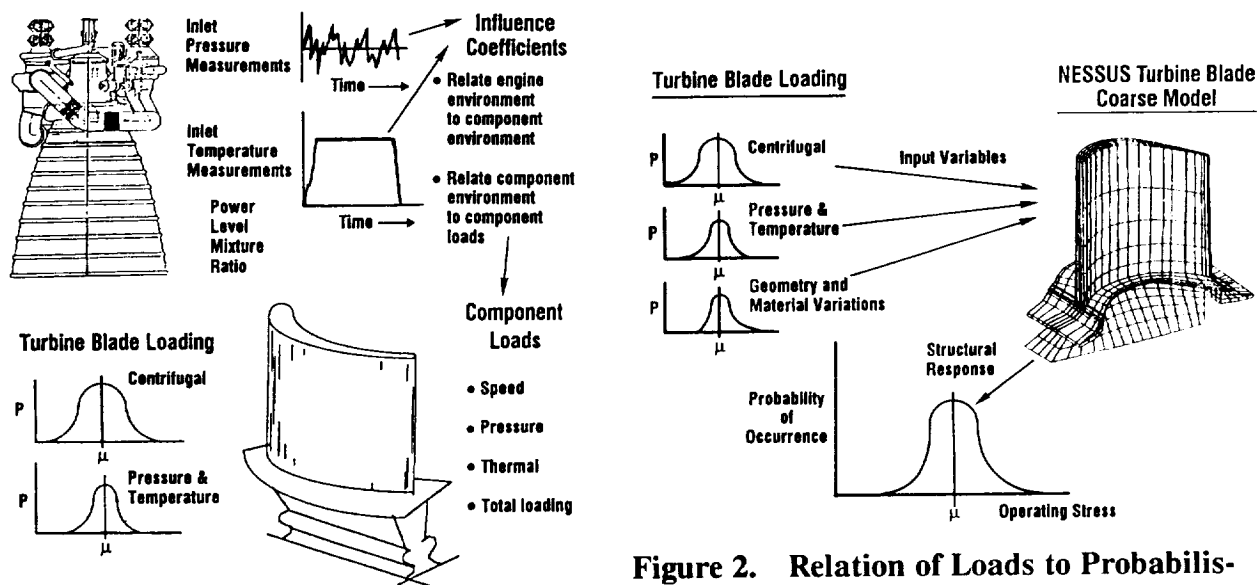 Inlet
Pressure
Measurements
Time
Influence
Coefficients
• Relate engine
environment
to component
environment
• Relate component
environment
to component
loads
Inlet
Temperature
Measurements
Time
Power
Level
Mixture
Ratio
Component
Loads
• Speed
• Pressure
• Thermal
• Total loading
Turbine Blade Loading
P
Centrifugal
μ
P
Pressure &
Temperature
μ
Turbine Blade Loading
P
Centrifugal
μ
P
Pressure &
Temperature
μ
P
Geometry and
Material Variations
μ
Input Variables
NESSUS Turbine Blade
Coarse Model
Structural
Response
Probability
of
Occurrence
μ
Operating Stress
Figure 2. Relation of Loads to Probabilis-